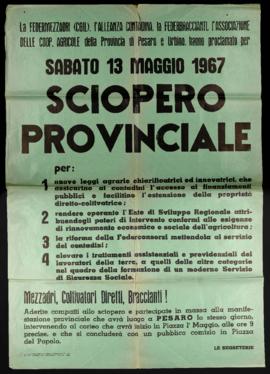 La FEDERMEZZADRI (CGIL), l'ALLEANZA CONTADINA, la FEDERBRACCIANTI, l'ASSOCIAZIONE
DELLE COOP. AGRICOLE della Provincia di Pesaro e Urbino, hanno proclamato per
SABATO 13 MAGGIO 1967
SCIOPERO
PROVINCIALE
per:
1 nuove leggi agrarie chiarificatrici ed innovatrici, che
assicurino ai contadini l'accesso ai finanziamenti
pubblici e facilitino l'estensione della proprietà
diretto-coltivatrice;
2 rendere operante l'Ente di Sviluppo Regionale attri-
buendogli poteri di intervento conformi alle esigenze
di rinnovamento economico e sociale dell'agricoltura;
3 la riforma della Federconsorzi mettendola al servizio
dei contadini;
4 elevare i trattamenti assistenziali e previdenziali dei
lavoratori della terra, a quelli delle altre categorie
nel quadro della formazione di un moderno Servizio
di Sicurezza Sociale.
Mezzadri, Coltivatori Diretti, Braccianti!
Aderite compatti allo sciopero e partecipate in massa alla manife-
stazione provinciale che avrà luogo a PESARO lo stesso giorno,
intervenendo al corteo che avrà inizio in Piazza I° Maggio, alle ore 9
precise, e che si concluderà con un pubblico comizio in Piazza
del Popolo.
LE SEGRETERIE